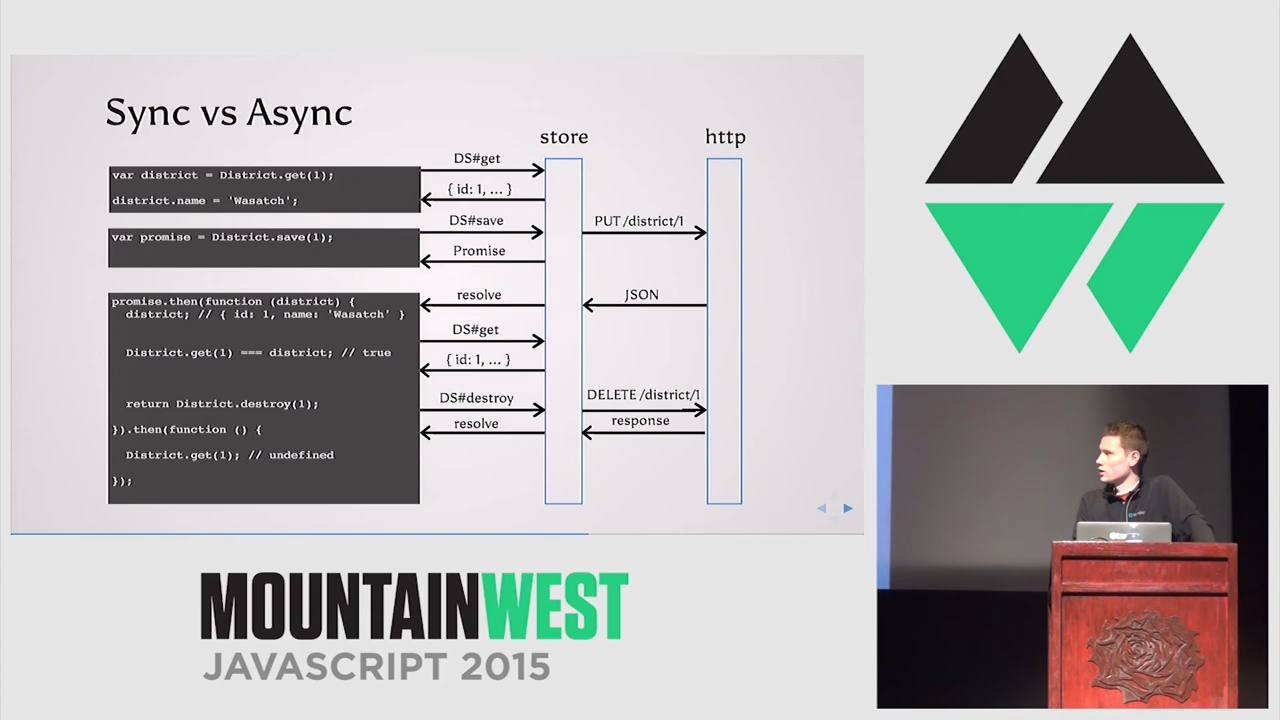 Sync vs Async
store
http
var district = District.get(1);
district.name = 'Wasatch';
DS#get
{ id: 1, ... }
var promise = District.save(1);
DS#save
PUT /district/1
Promise
promise.then(function (district) {
district; // { id: 1, name: 'Wasatch' }
resolve
JSON
District.get(1) === district; // true
DS#get
{ id: 1, ... }
return District.destroy(1);
DS#destroy
DELETE /district/1
}).then(function () {
resolve
response
District.get(1); // undefined
});
MOUNTAINWEST
JAVASCRIPT 2015